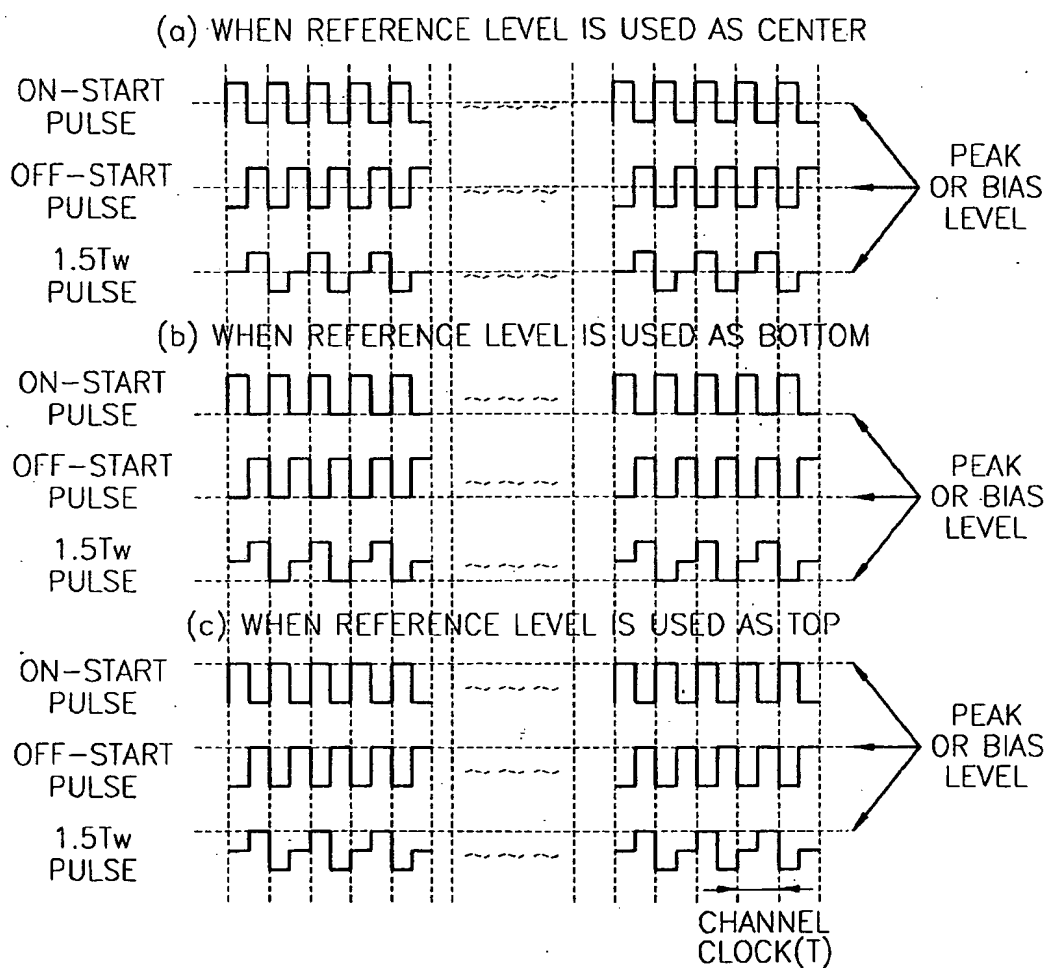 (a) WHEN REFERENCE LEVEL IS USED AS CENTER
ON-START
PULSE
OFF-START
PULSE
1.5Tw
PULSE
PEAK
OR BIAS
LEVEL
(b) WHEN REFERENCE LEVEL IS USED AS BOTTOM
ON-START
PULSE
OFF-START
PULSE
1.5Tw
PULSE
PEAK
OR BIAS
LEVEL
(c) WHEN REFERENCE LEVEL IS USED AS TOP
ON-START
PULSE
OFF-START
PULSE
1.5Tw
PULSE
PEAK
OR BIAS
LEVEL
CHANNEL
CLOCK(T)